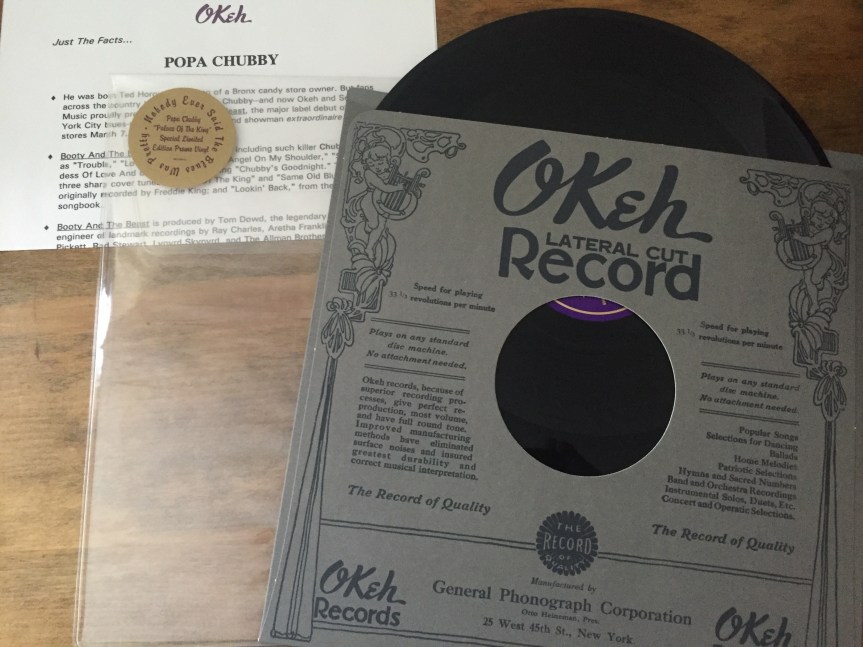 OKeh
Just The Facts...
POPA CHUBBY
He was
Ted
of a Bronx candy store owner. But fans
across the country
Chubby—and now Okeh and
Music proudly
the major label debut
York City blues
and showman extraordinaire
stores March 7.
Booty And The
including such killer
as "Trouble,"
Angel On My Shoulder,"
dess Of Love And
"Chubby's Goodnight."
three
cover
The King" and "Same Old
originally recorded by Freddie King; and "Lookin' Back," from the
songbook.
Booty And The Beast is produced by Tom Dowd, the legendary
engineer of landmark recordings by Ray Charles, Aretha Franklin
Pickett, Rod Stewart, Lynyrd Skynyrd, and The Allman Brothers
Nobody Ever Said The Blues Was Pretty
Popa Chubby
"Palace Of The King"
Special Limited
Edition Promo Vinyl
OKeh
LATERAL CUT
Record
Speed for playing
33 1/3 revolutions per minute
Plays on any standard
disc machine.
No attachment needed.
Okeh records, because of
superior recording pro-
cesses, give perfect re-
production, most volume,
and have full round tone.
Improved manufacturing
methods have eliminated
surface noises and insured
greatest durability and
correct musical interpretation.
The Record of Quality
Speed for playing
33 1/3 revolutions per minute
Plays on any standard
disc machine.
No attachment needed.
Popular Songs
Selections for Dancing
Ballads
Home Melodies
Patriotic Selections
Hymns and Sacred Numbers
Band and Orchestra Recordings
Instrumental Solos, Duets, Etc.
Concert and Operatic Selections.
The Record of Quality
THE
RECORD
OF
QUALITY
OKeh
Records
Manufactured by
General Phonograph Corporation
Otto Heineman, Pres.
25 West 45th St., New York
OKeh